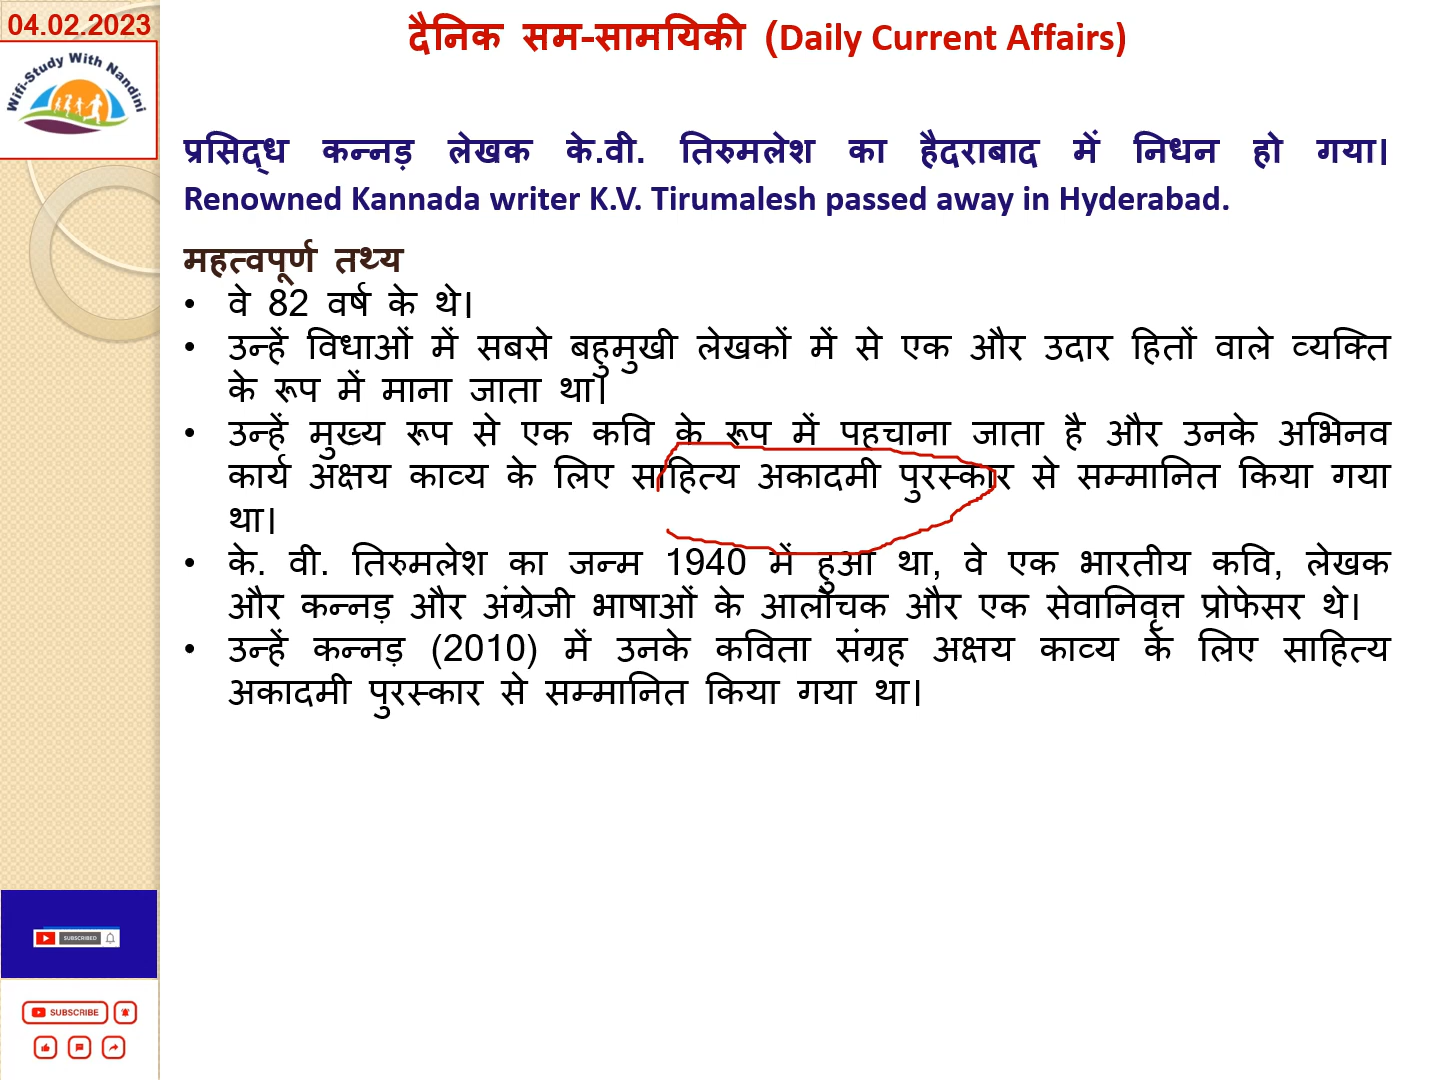 04.02.2023
दैनिक सम-सामयिकी (Daily Current Affairs)
Wifi-Study With Nandini
प्रसिद्ध कन्नड़ लेखक के.वी. तिरुमलेश का हैदराबाद में निधन हो गया।
Renowned Kannada writer K.V. Tirumalesh passed away in Hyderabad.
महत्वपूर्ण तथ्य
• वे 82 वर्ष के थे।
• उन्हें विधाओं में सबसे बहुमुखी लेखकों में से एक और उदार हितों वाले व्यक्ति
के रूप में माना जाता था।
• उन्हें मुख्य रूप से एक कवि के रूप में पहचाना जाता है और उनके अभिनव
कार्य अक्षय काव्य के लिए साहित्य अकादमी पुरस्कार से सम्मानित किया गया
था।
• के. वी. तिरुमलेश का जन्म 1940 में हुआ था, वे एक भारतीय कवि, लेखक
और कन्नड़ और अंग्रेजी भाषाओं के आलोचक और एक सेवानिवृत्त प्रोफेसर थे।
• उन्हें कन्नड़ (2010) में उनके कविता संग्रह अक्षय काव्य के लिए साहित्य
अकादमी पुरस्कार से सम्मानित किया गया था।
SUBSCRIBED
SUBSCRIBE